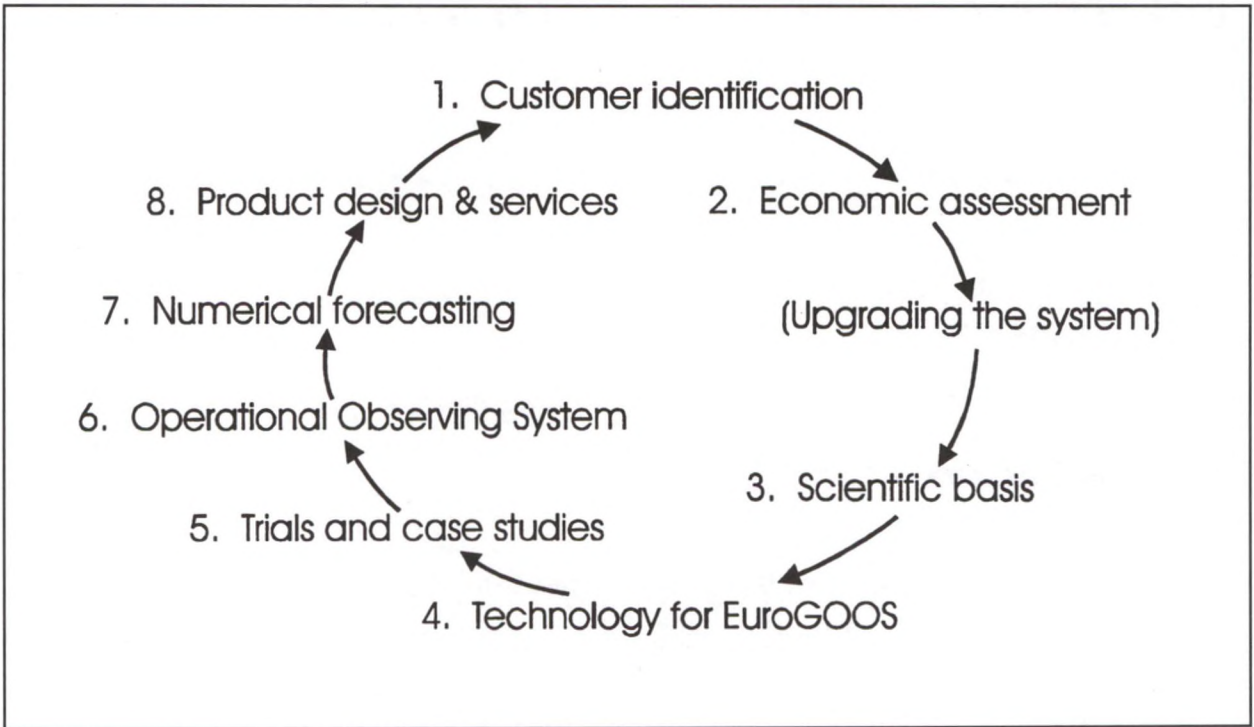 1. Customer identification
2. Economic assessment
(Upgrading the system)
3. Scientific basis
4. Technology for EuroGOOS
5. Trials and case studies
6. Operational Observing System
7. Numerical forecasting
8. Product design & services